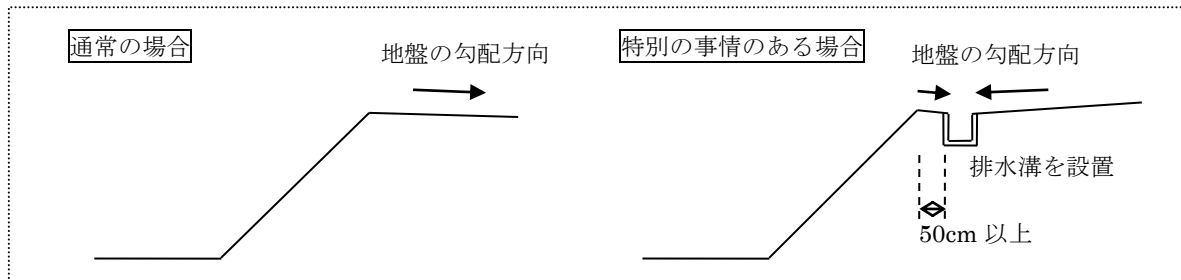 通常の場合
地盤の勾配方向
特別の事情のある場合
地盤の勾配方向
排水溝を設置
50cm 以上